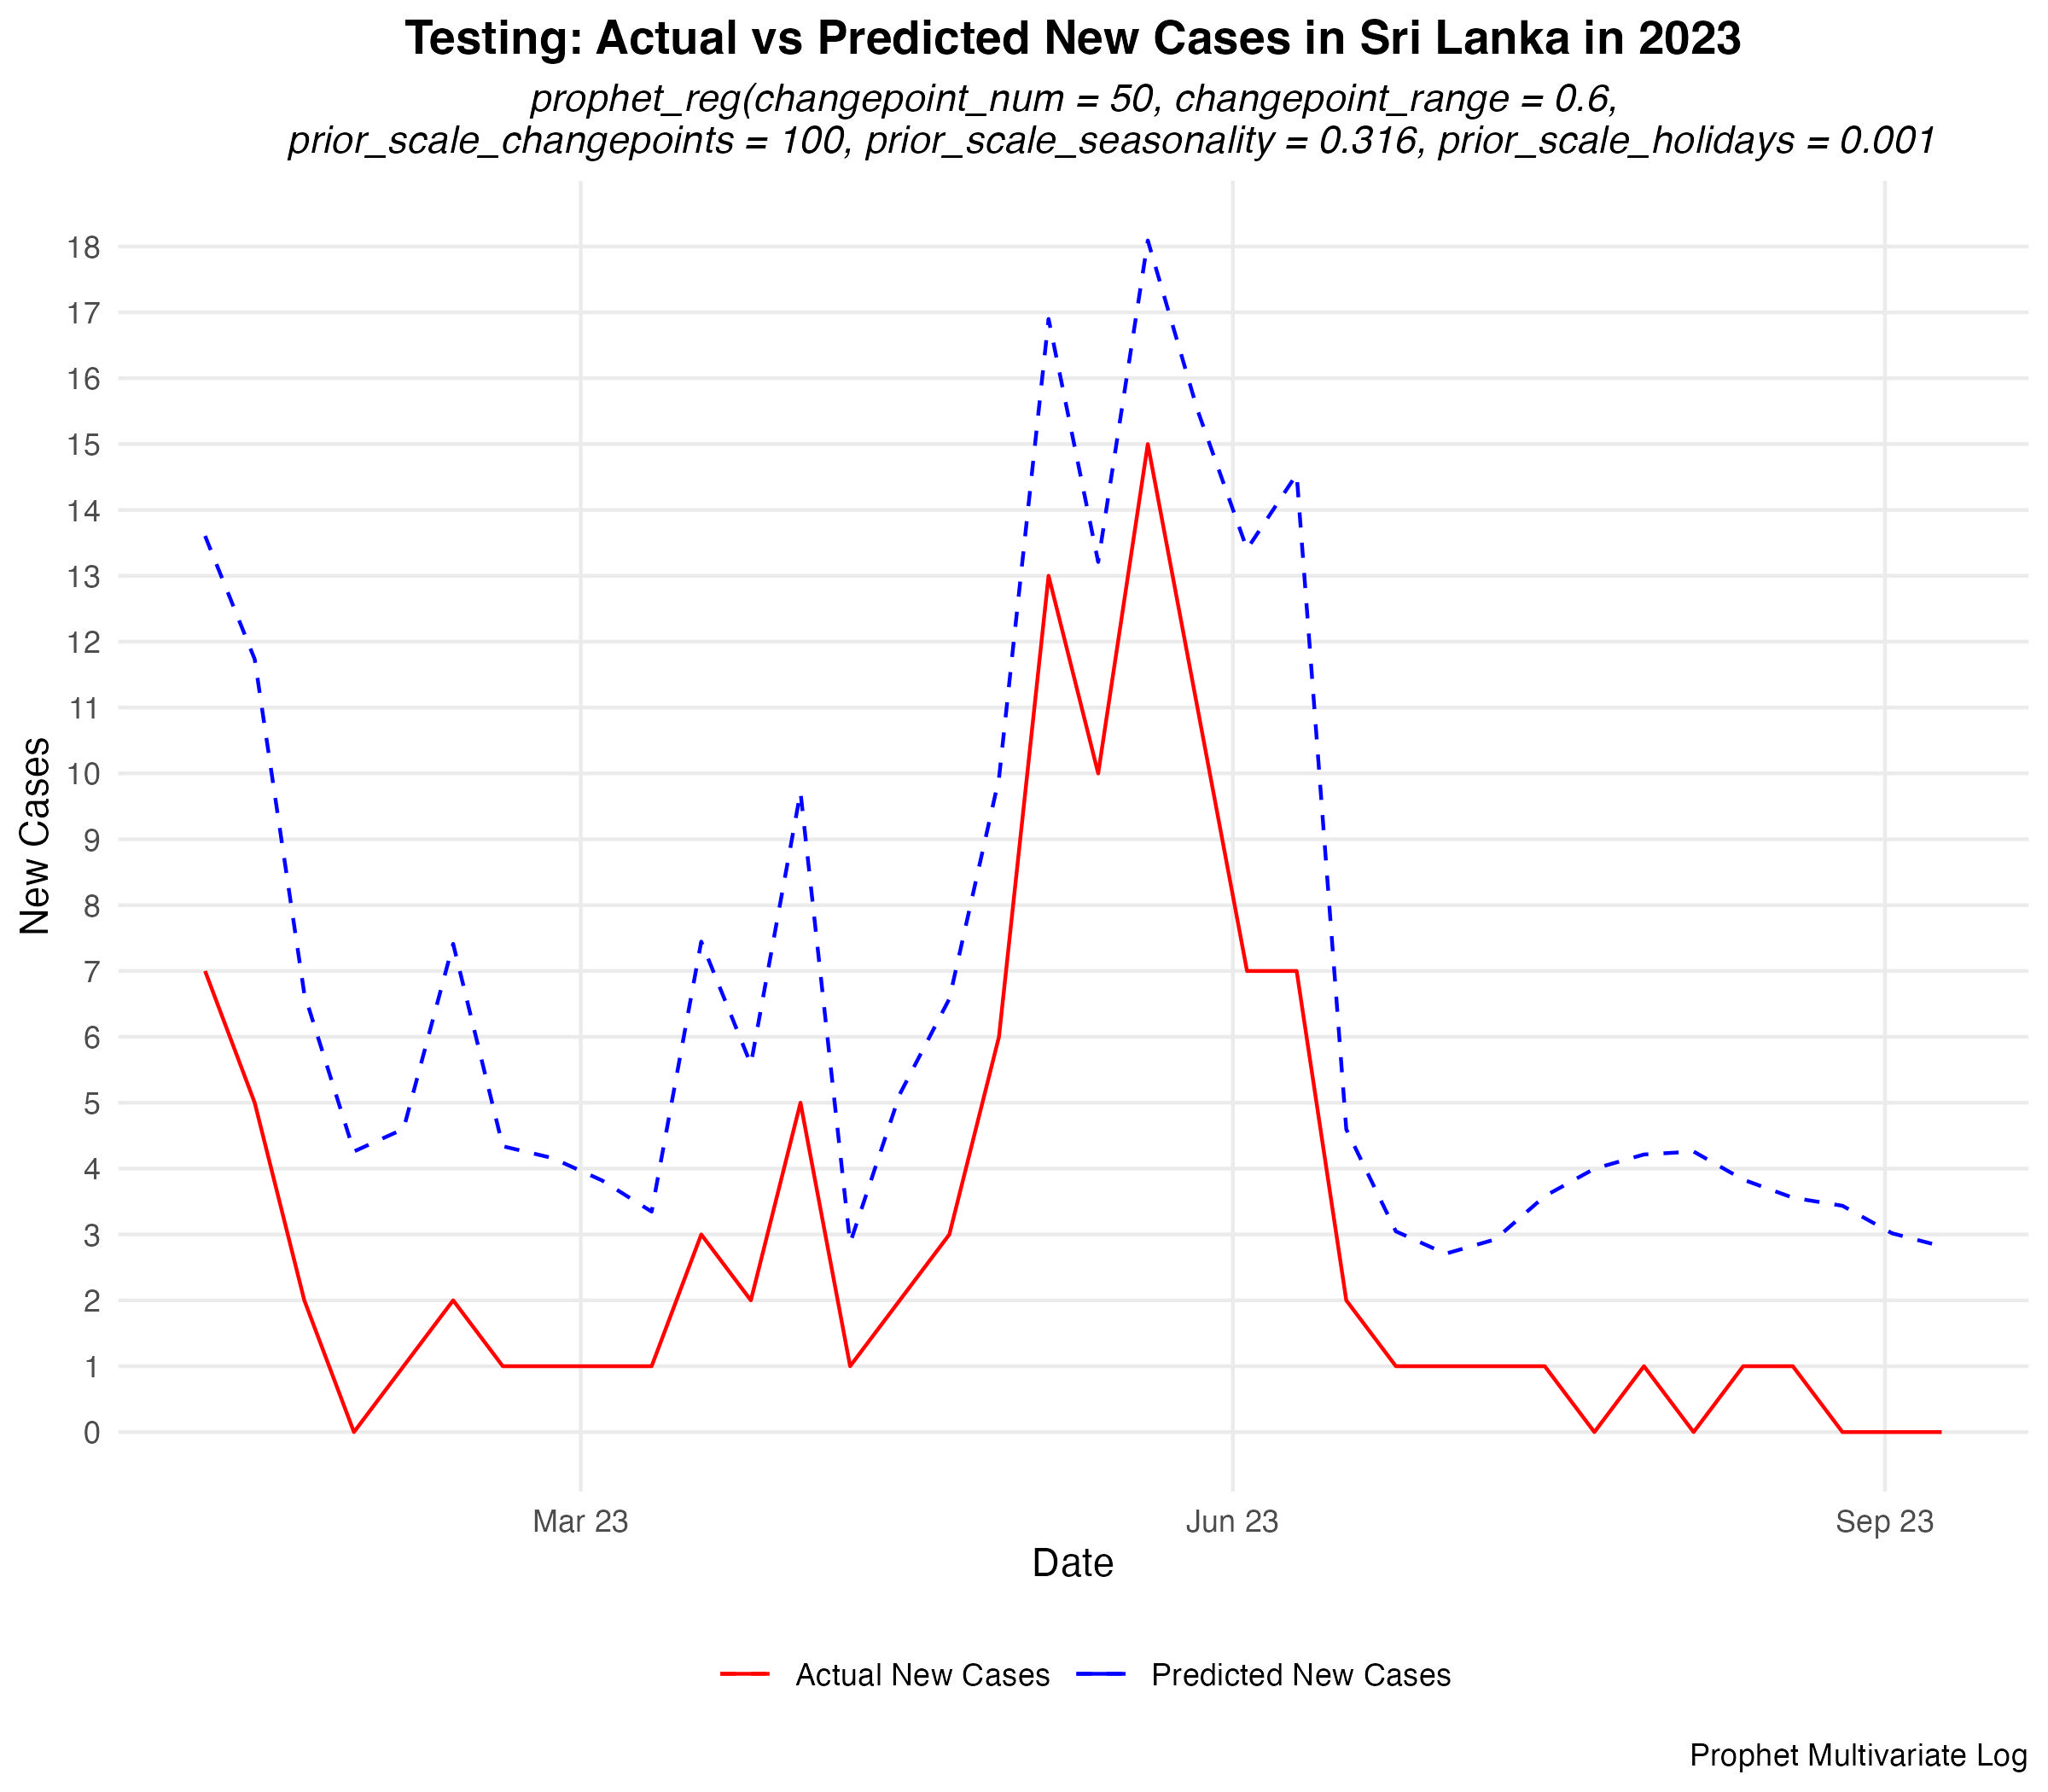 Testing: Actual vs Predicted New Cases in Sri Lanka in 2023
prophet_reg(changepoint_num = 50, changepoint_range = 0.6,
prior_scale_changepoints = 100, prior_scale_seasonality = 0.316, prior_scale_holidays = 0.001
New Cases
18
17
16
15
14
13
12
11
10
9
8
7
6
5
4
3
2
1
0
Mar 23 Jun 23 Sep 23
Date
Actual New Cases Predicted New Cases
Prophet Multivariate Log